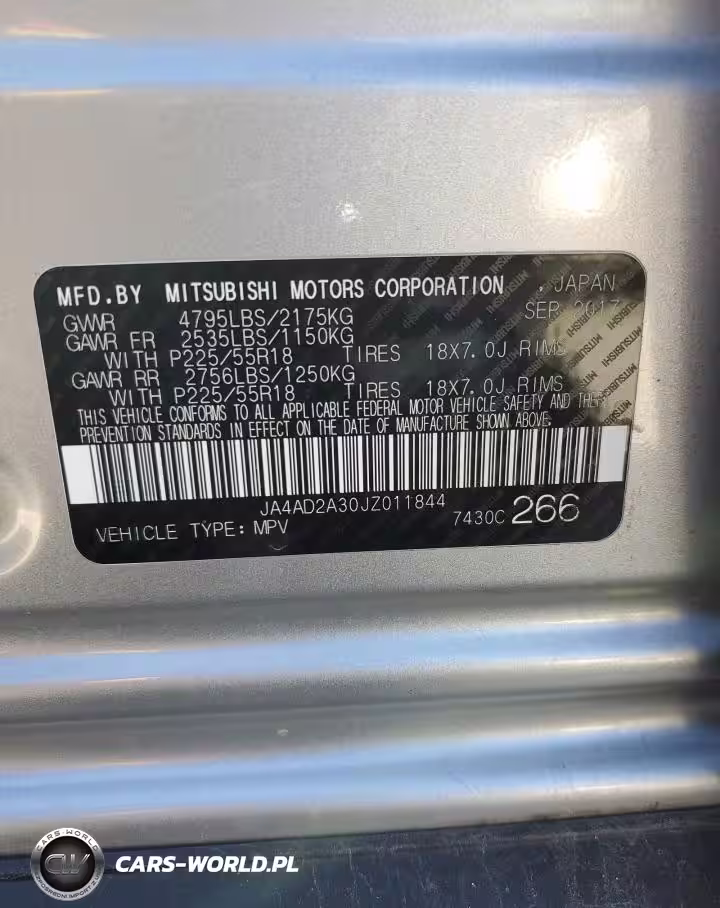 MFD.BY MITSUBISHI MOTORS CORPORATION , JAPAN
SEP 2017
GVWR 4795LBS/2175KG
GAWR FR 2535LBS/1150KG
WITH P225/55R18 TIRES 18X7.0J RIMS
GAWR RR 2756LBS/1250KG
WITH P225/55R18 TIRES 18X7.0J RIMS
THIS VEHICLE CONFORMS TO ALL APPLICABLE FEDERAL MOTOR VEHICLE SAFETY AND THEFT
PREVENTION STANDARDS IN EFFECT ON THE DATE OF MANUFACTURE SHOWN ABOVE.
JA4AD2A30JZ011844
VEHICLE TYPE: MPV 7430C 266
CARS-WORLD
CW
CARS-WORLD.PL